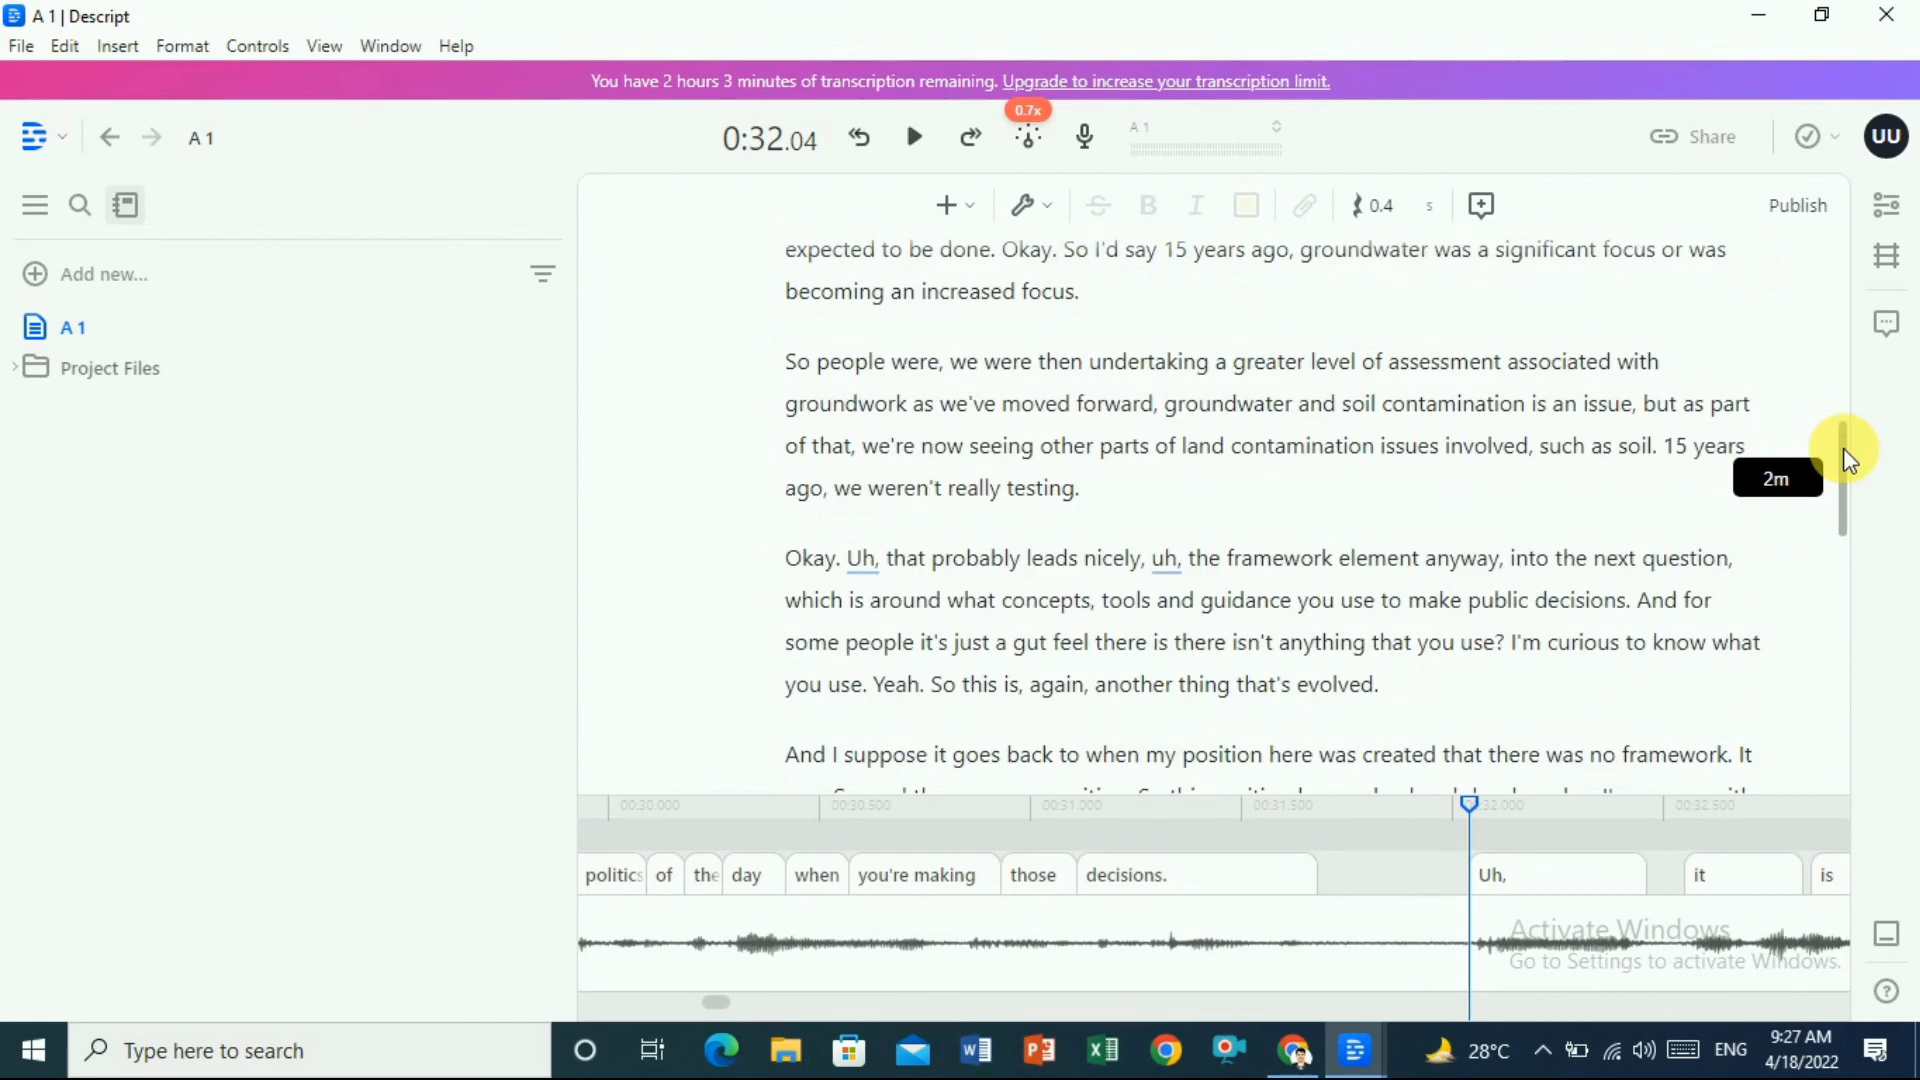 A 1 | Descript
File Edit Insert Format Controls View Window Help
You have 2 hours 3 minutes of transcription remaining. Upgrade to increase your transcription limit.
0.7x
A 1
0:32.04
A 1
Share
UU
0.4 s
Publish
Add new...
A 1
Project Files
expected to be done. Okay. So I'd say 15 years ago, groundwater was a significant focus or was
becoming an increased focus.
So people were, we were then undertaking a greater level of assessment associated with
groundwork as we've moved forward, groundwater and soil contamination is an issue, but as part
of that, we're now seeing other parts of land contamination issues involved, such as soil. 15 years
ago, we weren't really testing.
2m
Okay. Uh, that probably leads nicely, uh, the framework element anyway, into the next question,
which is around what concepts, tools and guidance you use to make public decisions. And for
some people it's just a gut feel there is there isn't anything that you use? I'm curious to know what
you use. Yeah. So this is, again, another thing that's evolved.
And I suppose it goes back to when my position here was created that there was no framework. It
00:30.000 00:30.500 00:31.000 00:31.500 32.000 00:32.500
politics of the day when you're making those decisions. Uh, it is
Activate Windows
Go to Settings to activate Windows.
Type here to search
28°C
ENG
9:27 AM
4/18/2022